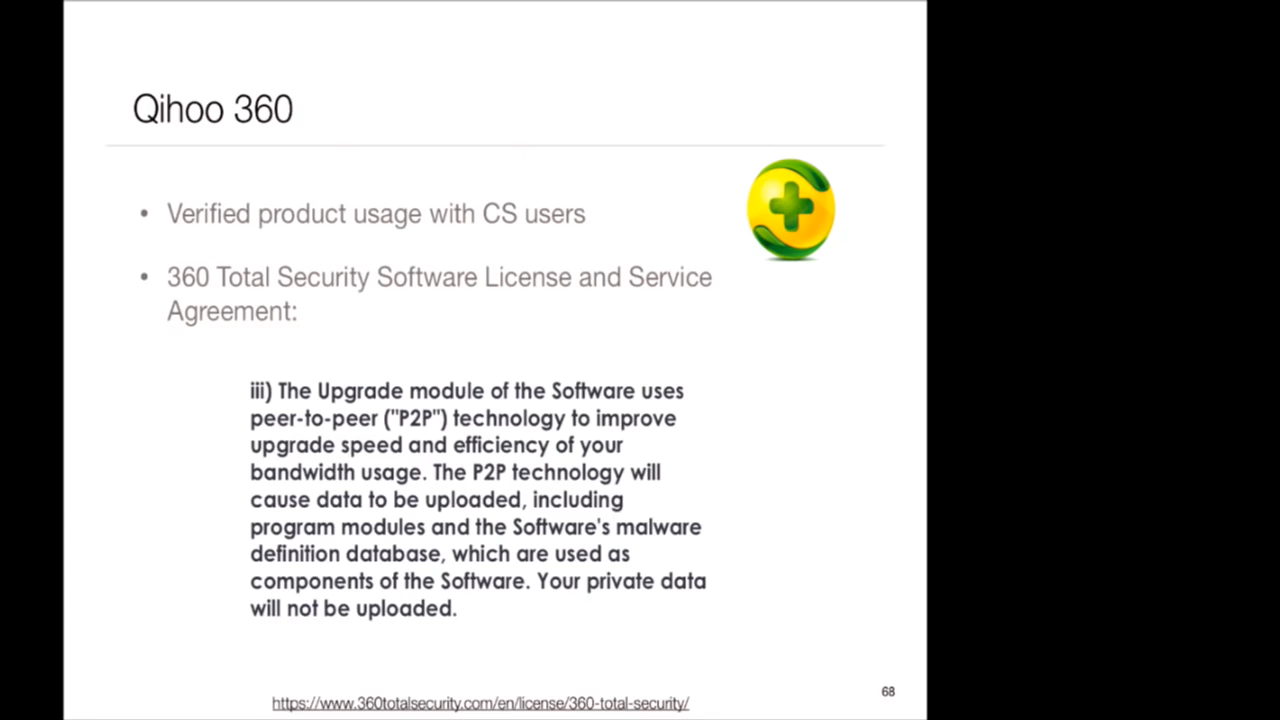 Qihoo 360
• Verified product usage with CS users
• 360 Total Security Software License and Service
Agreement:
iii) The Upgrade module of the Software uses
peer-to-peer ("P2P") technology to improve
upgrade speed and efficiency of your
bandwidth usage. The P2P technology will
cause data to be uploaded, including
program modules and the Software's malware
definition database, which are used as
components of the Software. Your private data
will not be uploaded.
68
https://www.360totalsecurity.com/en/license/360-total-security/